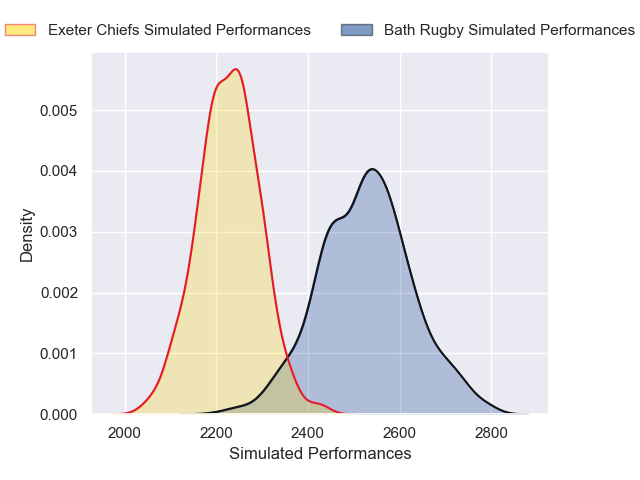 Exeter Chiefs Simulated Performances
Bath Rugby Simulated Performances
Density
0.005
0.004
0.003
0.002
0.001
0.000
2000
2200
2400
2600
2800
Simulated Performances